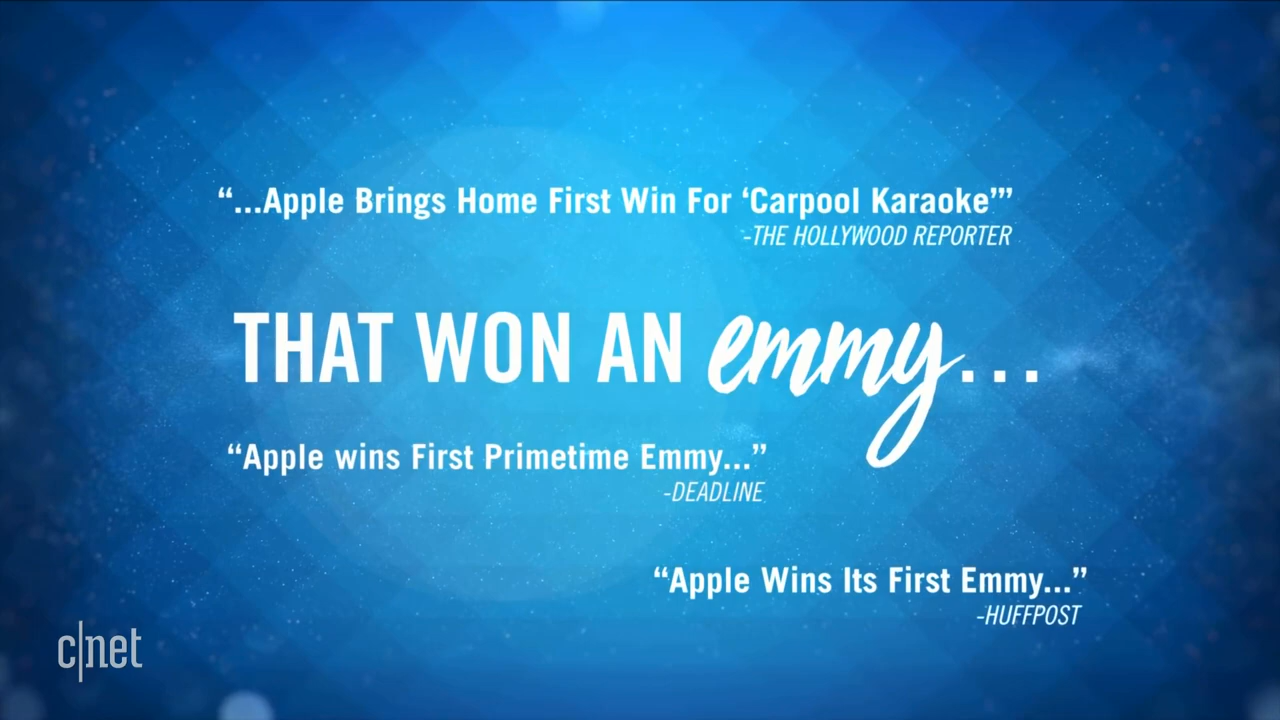 “...Apple Brings Home First Win For ‘Carpool Karaoke’”
-THE HOLLYWOOD REPORTER
THAT WON AN emmy...
“Apple wins First Primetime Emmy...”
-DEADLINE
“Apple Wins Its First Emmy...”
-HUFFPOST
c|net